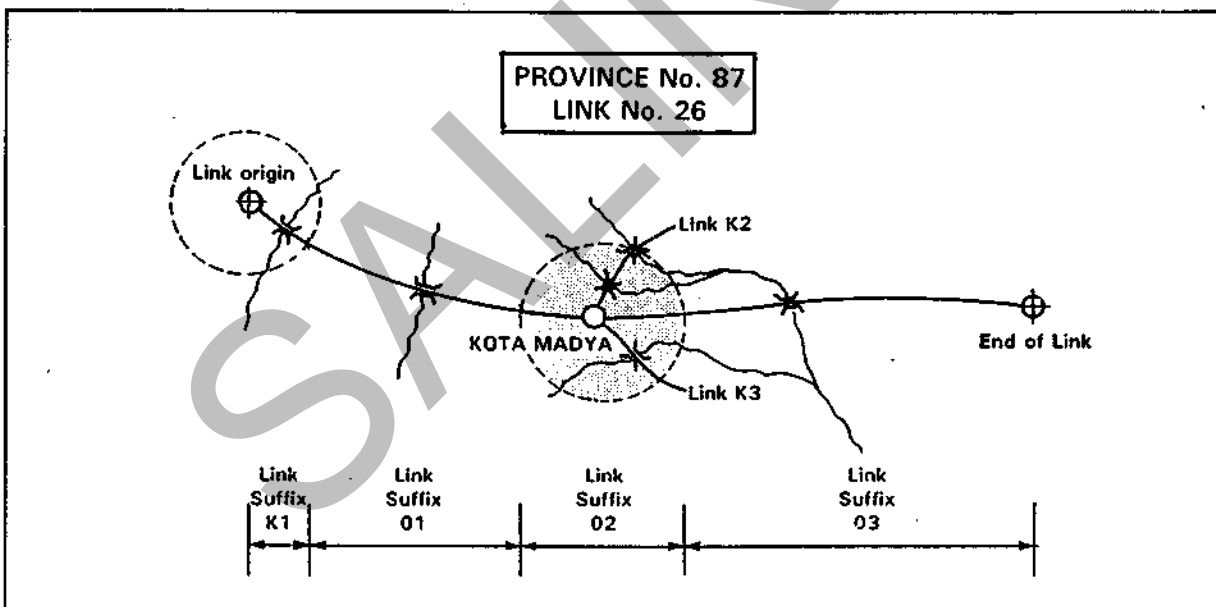 PROVINCE No. 87
LINK No. 26
Link origin
Link K2
KOTA MADYA
End of Link
Link K3
Link
Suffix
K1
Link
Suffix
01
Link
Suffix
02
Link
Suffix
03